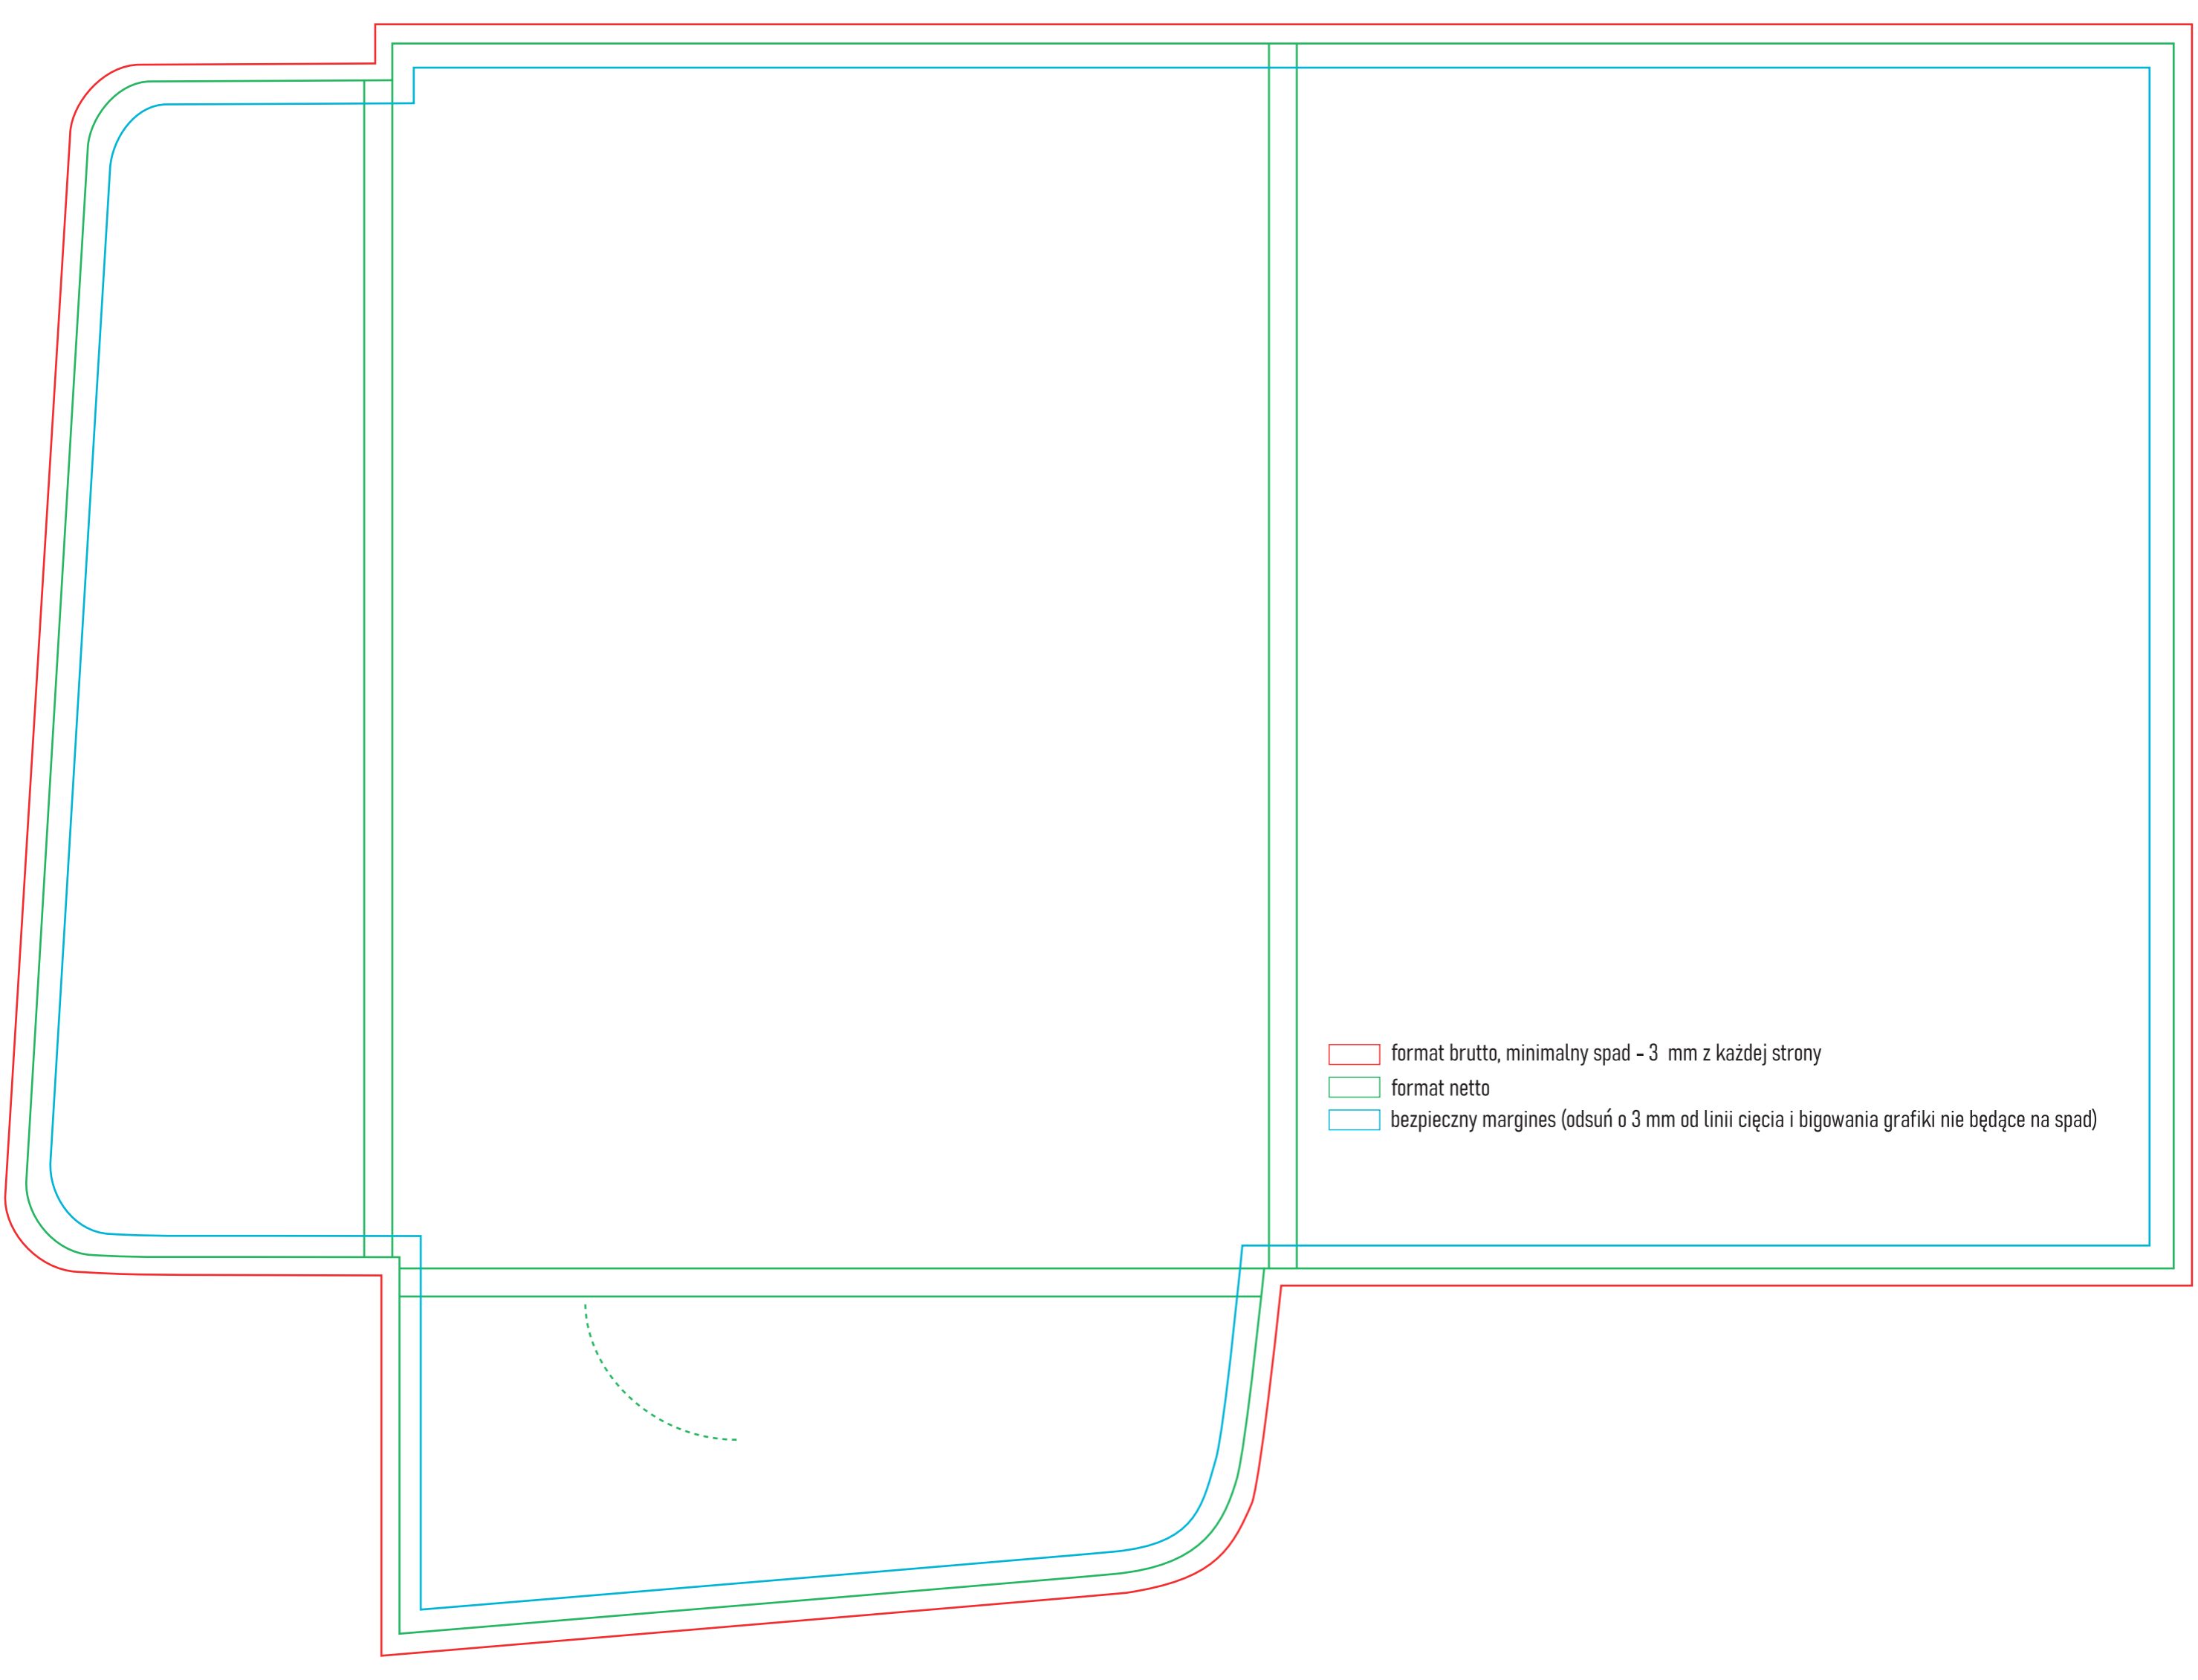 format brutto, minimalny spad - 3 mm z każdej strony
format netto
bezpieczny margines (odsuń o 3 mm od linii cięcia i bigowania grafiki nie będące na spad)